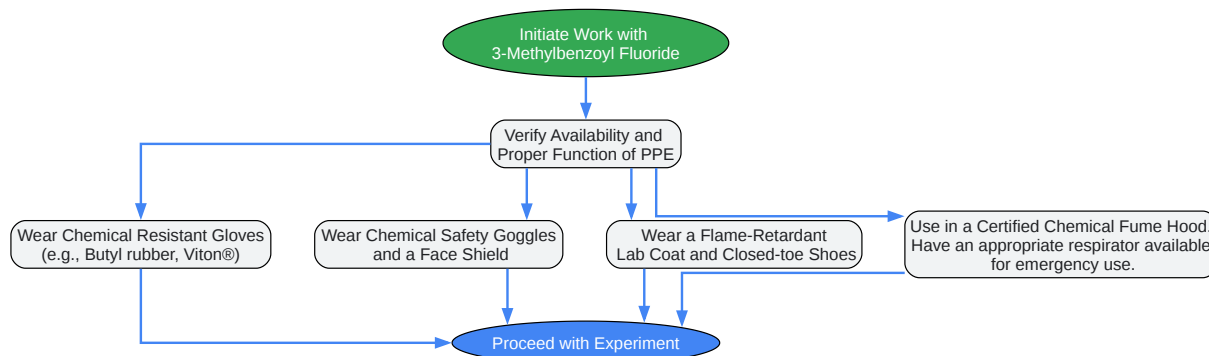 Initiate Work with
3-Methylbenzoyl Fluoride
Verify Availability and
Proper Function of PPE
Wear Chemical Resistant Gloves
(e.g., Butyl rubber, Viton®)
Wear Chemical Safety Goggles
and a Face Shield
Wear a Flame-Retardant
Lab Coat and Closed-toe Shoes
Use in a Certified Chemical Fume Hood.
Have an appropriate respirator available
for emergency use.
Proceed with Experiment